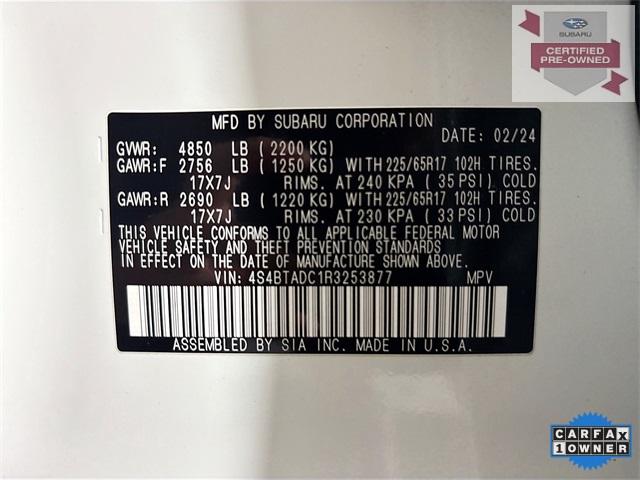 SUBARU
CERTIFIED
PRE-OWNED
MFD BY SUBARU CORPORATION
DATE: 02/24
GVWR: 4850 LB (2200 KG)
GAWR:F 2756 LB (1250 KG) WITH 225/65R17 102H TIRES.
17X7J RIMS. AT 240 KPA (35 PSI) COLD
GAWR:R 2690 LB (1220 KG) WITH 225/65R17 102H TIRES.
17X7J RIMS. AT 230 KPA (33 PSI) COLD
THIS VEHICLE CONFORMS TO ALL APPLICABLE FEDERAL MOTOR
VEHICLE SAFETY AND THEFT PREVENTION STANDARDS
IN EFFECT ON THE DATE OF MANUFACTURE SHOWN ABOVE.
VIN: 4S4BTADC1R3253877 MPV
ASSEMBLED BY SIA INC. MADE IN U.S.A.
CARFAX
1 OWNER